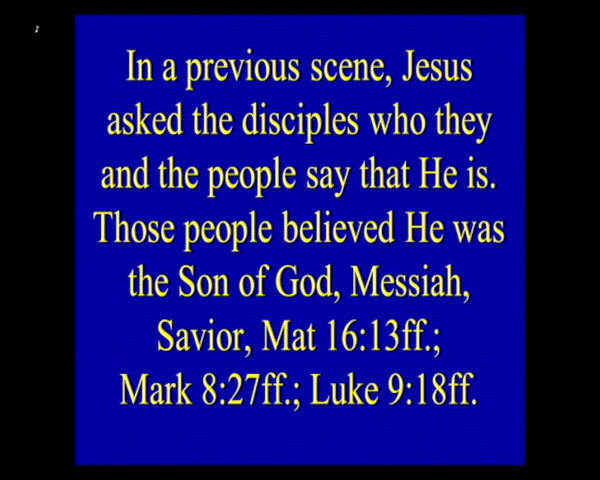 In a previous scene, Jesus
asked the disciples who they
and the people say that He is.
Those people believed He was
the Son of God, Messiah,
Savior, Mat 16:13ff.;
Mark 8:27ff.; Luke 9:18ff.